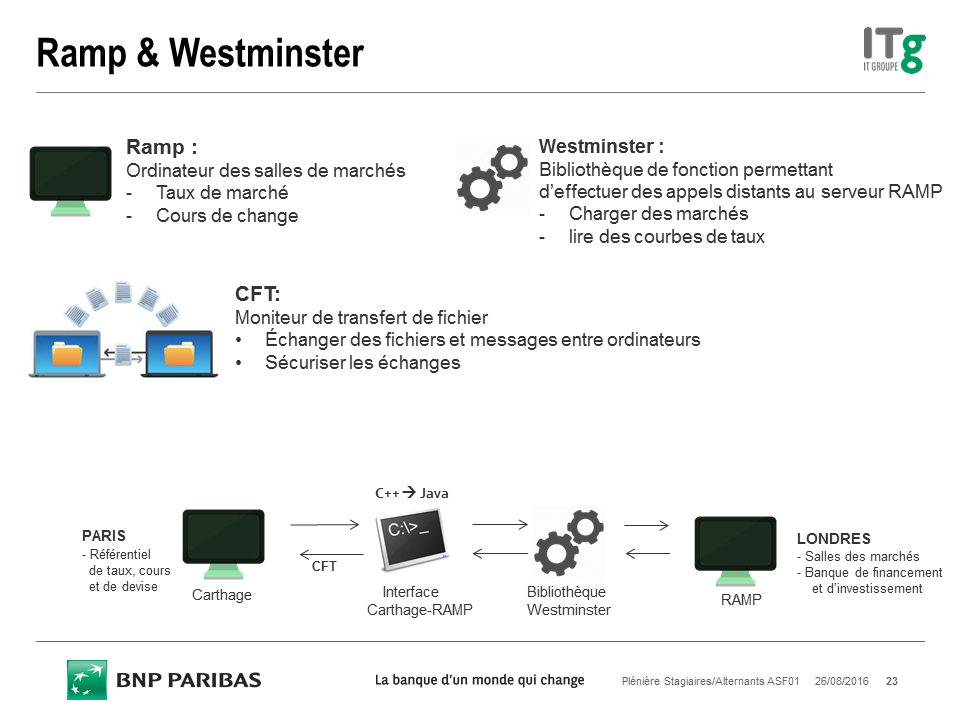 Ramp & Westminster
ITg
IT GROUPE
Ramp :
Ordinateur des salles de marchés
- Taux de marché
- Cours de change
Westminster :
Bibliothèque de fonction permettant
d’effectuer des appels distants au serveur RAMP
- Charger des marchés
- lire des courbes de taux
CFT:
Moniteur de transfert de fichier
• Échanger des fichiers et messages entre ordinateurs
• Sécuriser les échanges
C++ → Java
PARIS
- Référentiel
de taux, cours
et de devise
Carthage
CFT
C:\>_
Interface
Carthage-RAMP
Bibliothèque
Westminster
RAMP
LONDRES
- Salles des marchés
- Banque de financement
et d’investissement
BNP PARIBAS
La banque d’un monde qui change
Plénière Stagiaires/Alternants ASF01 26/08/2016 23